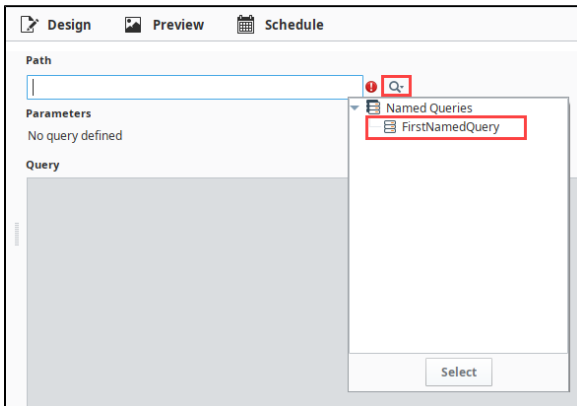 Design Preview Schedule
Path
Parameters
No query defined
Query
Named Queries
FirstNamedQuery
Select